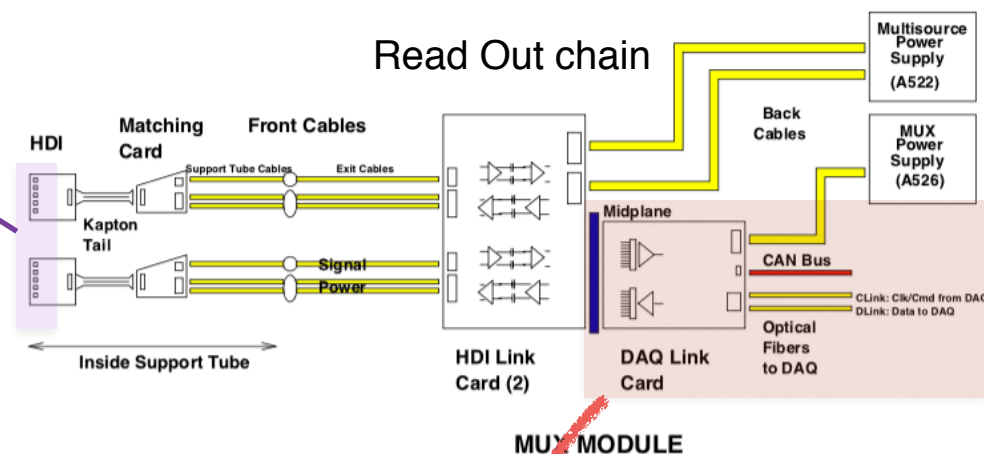 Read Out chain
Multisource
Power
Supply
(A522)
Back
Cables
MUX
Power
Supply
(A526)
HDI
Matching
Card
Front Cables
Support Tube Cables
Exit Cables
Kapton
Tail
Signal
Power
Midplane
CAN Bus
CLink: Clk/Cmd from DAQ
DLink: Data to DAQ
Optical
Fibers
to DAQ
Inside Support Tube
HDI Link
Card (2)
DAQ Link
Card
MUX MODULE